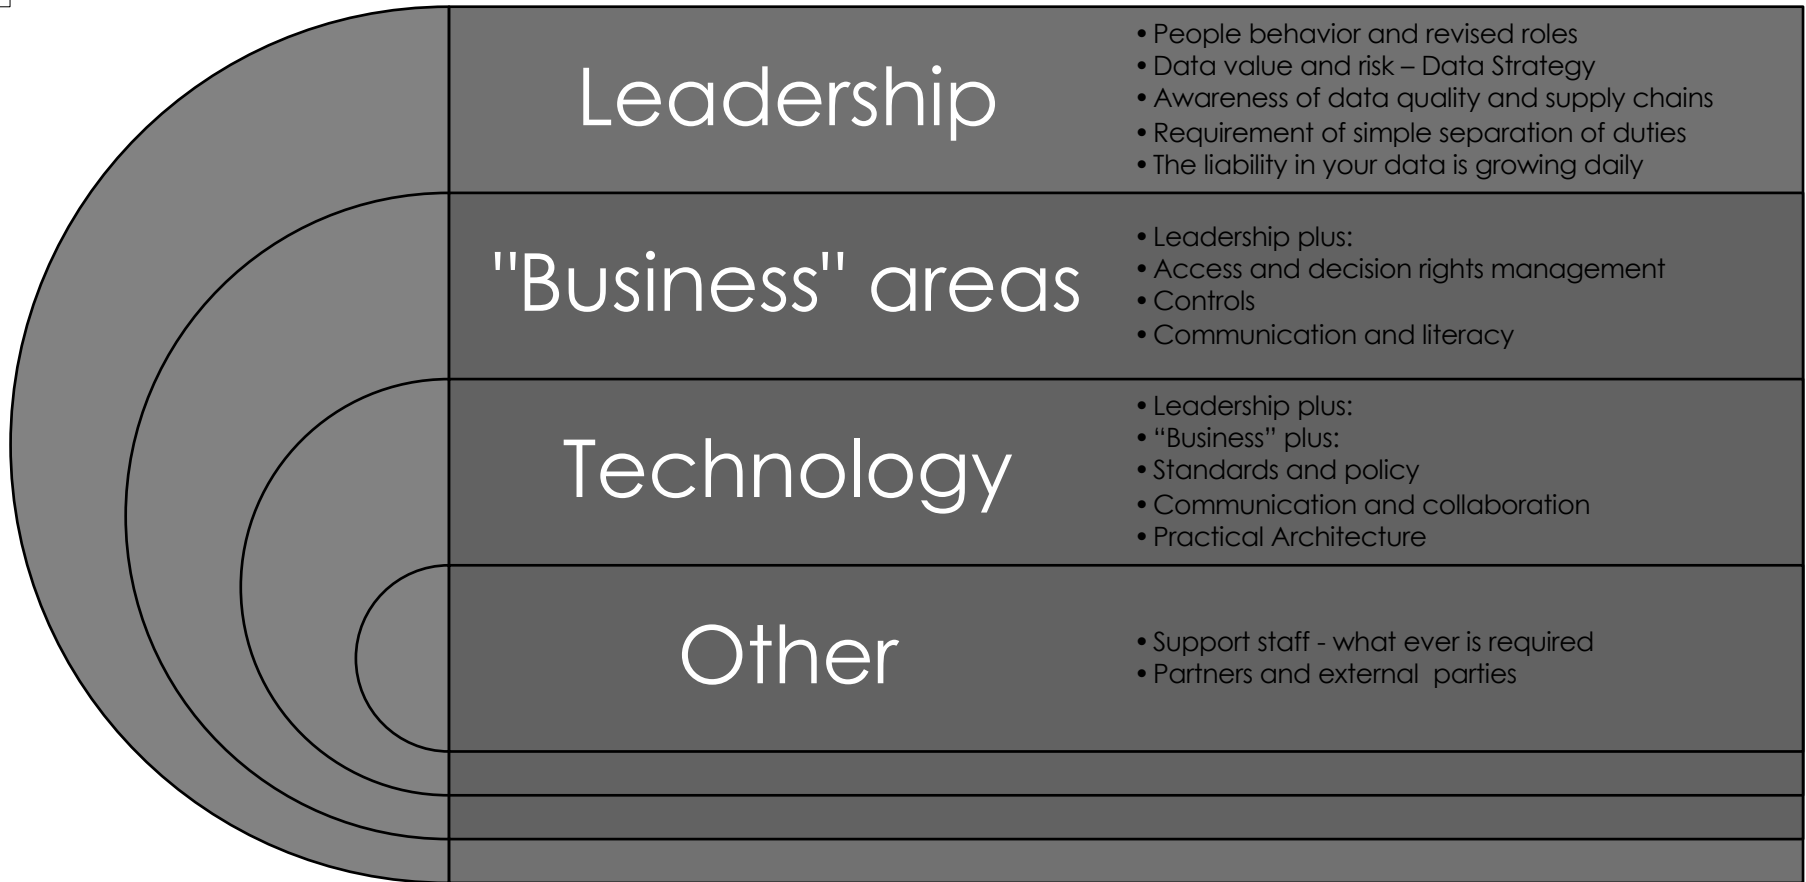 Leadership
• People behavior and revised roles
• Data value and risk – Data Strategy
• Awareness of data quality and supply chains
• Requirement of simple separation of duties
• The liability in your data is growing daily
"Business" areas
• Leadership plus:
• Access and decision rights management
• Controls
• Communication and literacy
Technology
• Leadership plus:
• “Business” plus:
• Standards and policy
• Communication and collaboration
• Practical Architecture
Other
• Support staff - what ever is required
• Partners and external  parties